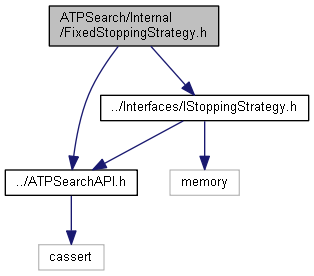 ATPSearch/Internal
/FixedStoppingStrategy.h
../Interfaces/IStoppingStrategy.h
../ATPSearchAPI.h
memory
cassert